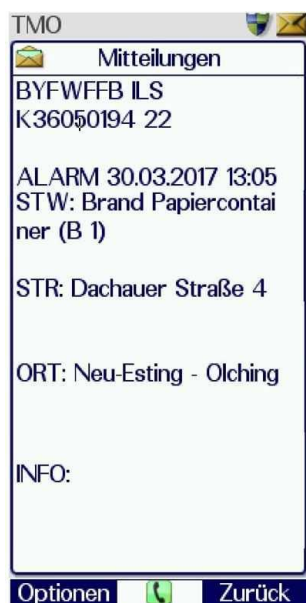 TMO
Mitteilungen
BYFWFFB ILS
K36050194 22
ALARM 30.03.2017 13:05
STW: Brand Papiercontai
ner (B 1)
STR: Dachauer Straße 4
ORT: Neu-Esting - Olching
INFO:
Optionen Zurück